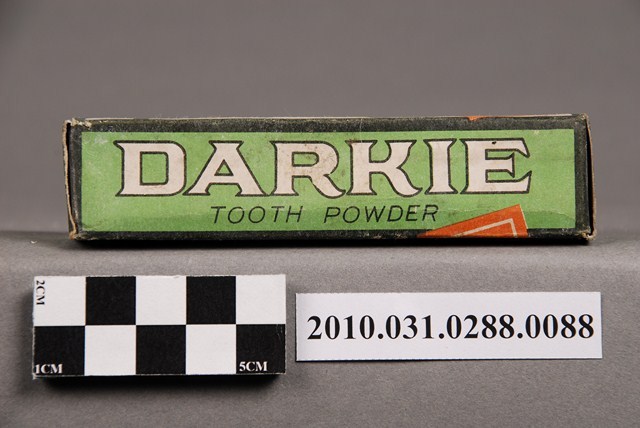 DARKIE
TOOTH POWDER
2CM
1CM 5CM
2010.031.0288.0088